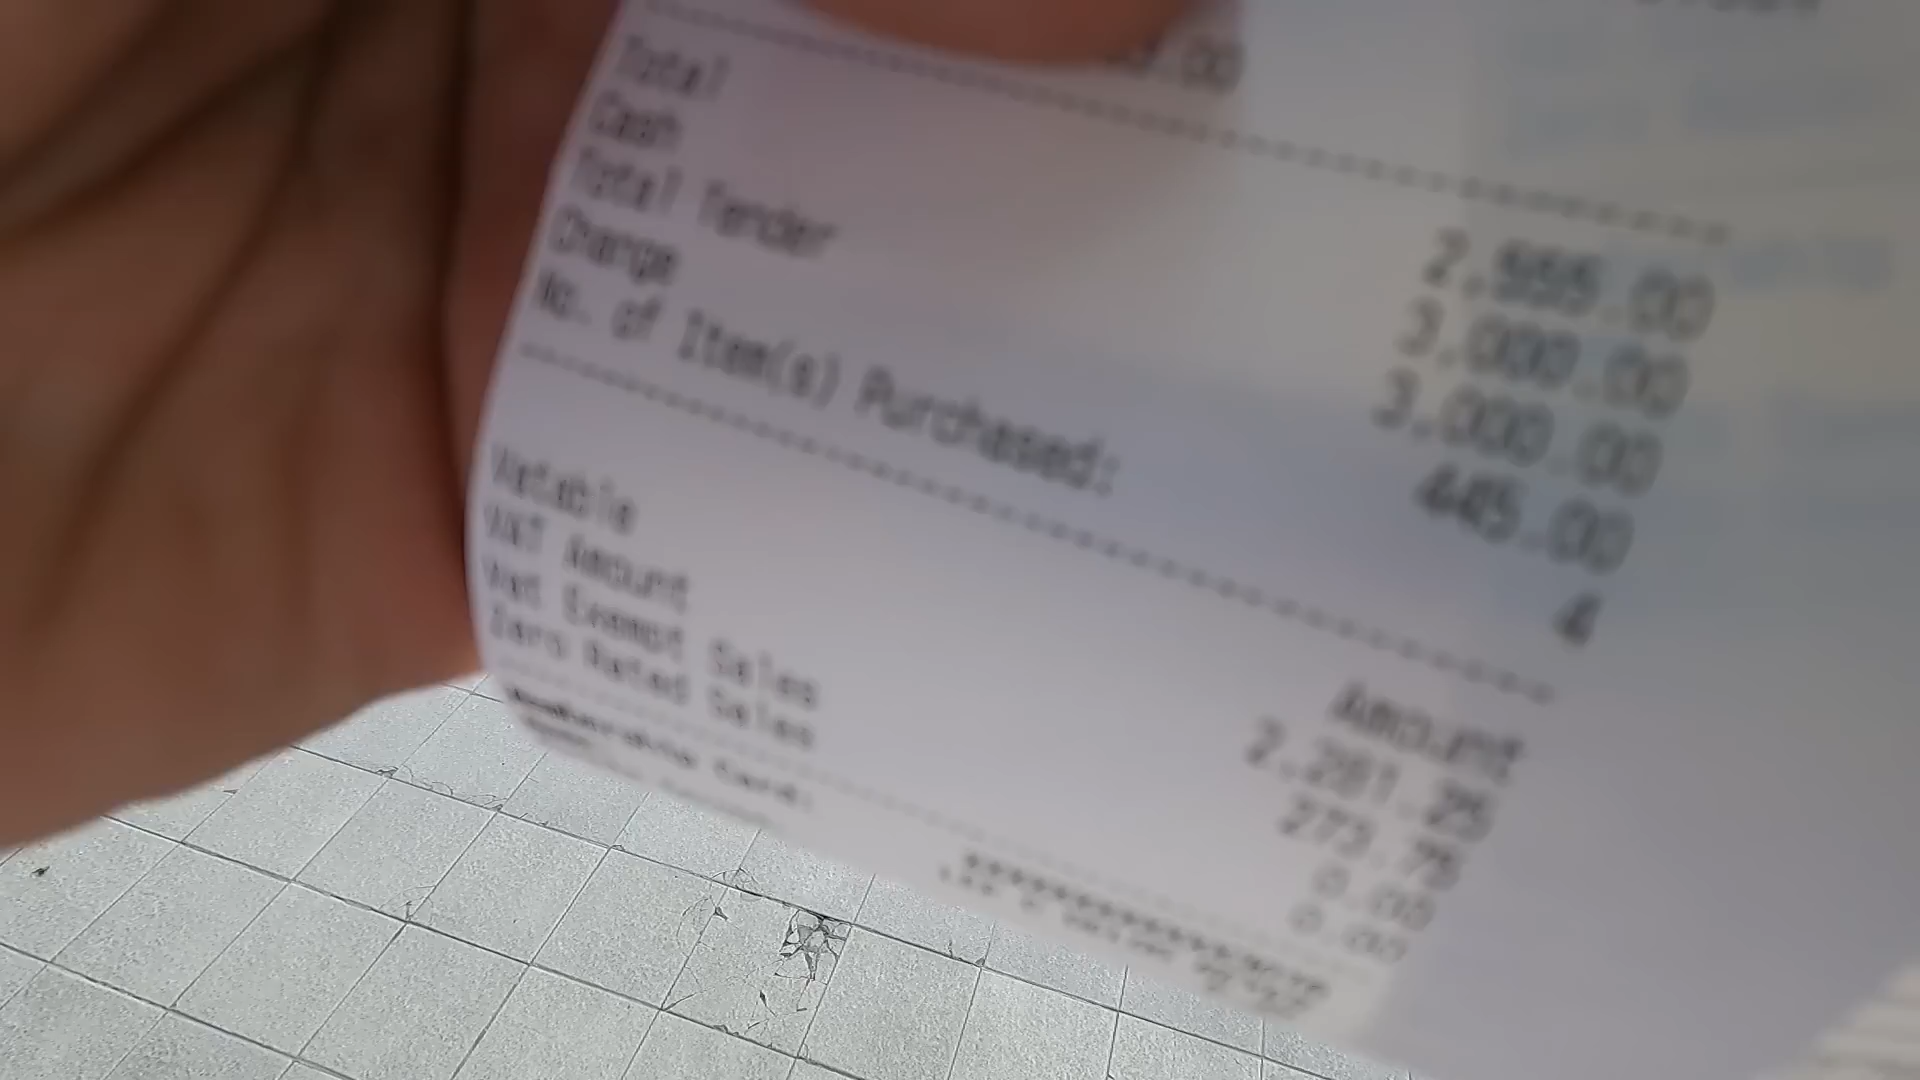 Total 2,555.00
Cash 3,000.00
Total Tender 3,000.00
Change 445.00
No. of Item(s) Purchased: 4
Amount
Vatable 2,281.25
VAT Amount 273.75
Vat Exempt Sales 0.00
Zero Rated Sales 0.00